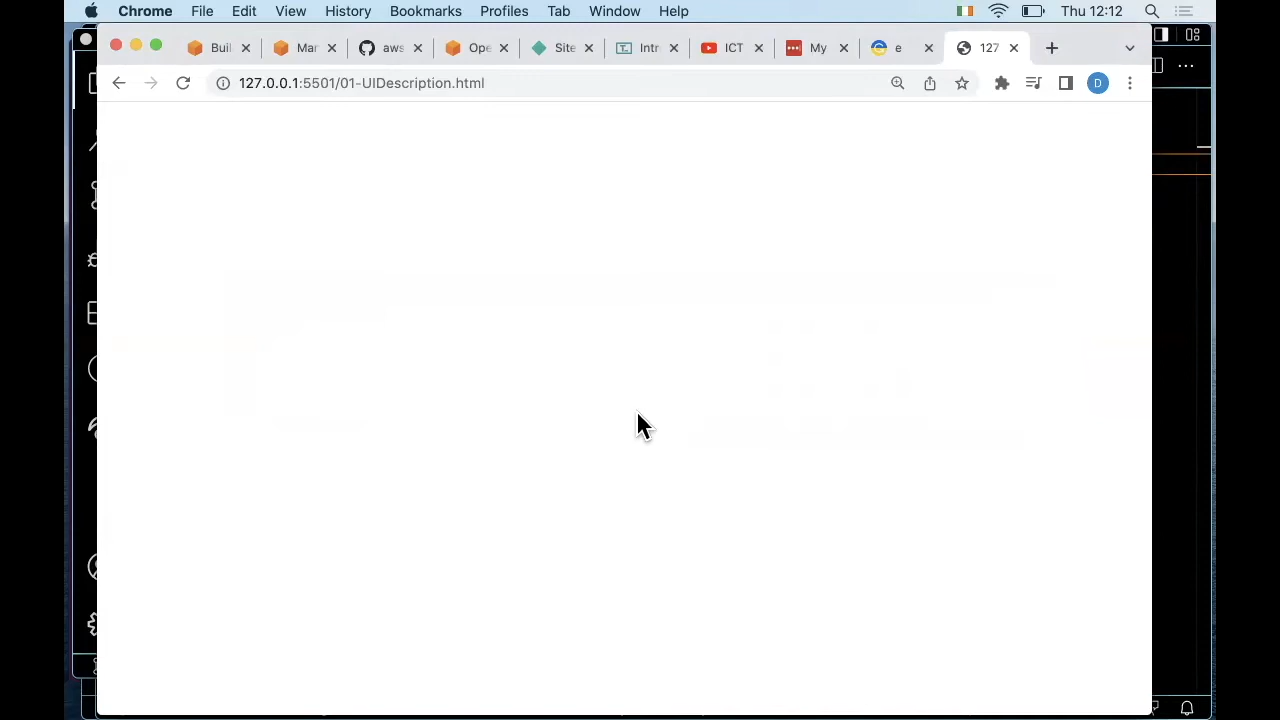 Chrome File Edit View History Bookmarks Profiles Tab Window Help Thu 12:12
Buil Mar aws Ope Site Intr ICT My e 127
127.0.0.1:5501/01-UIDescription.html D